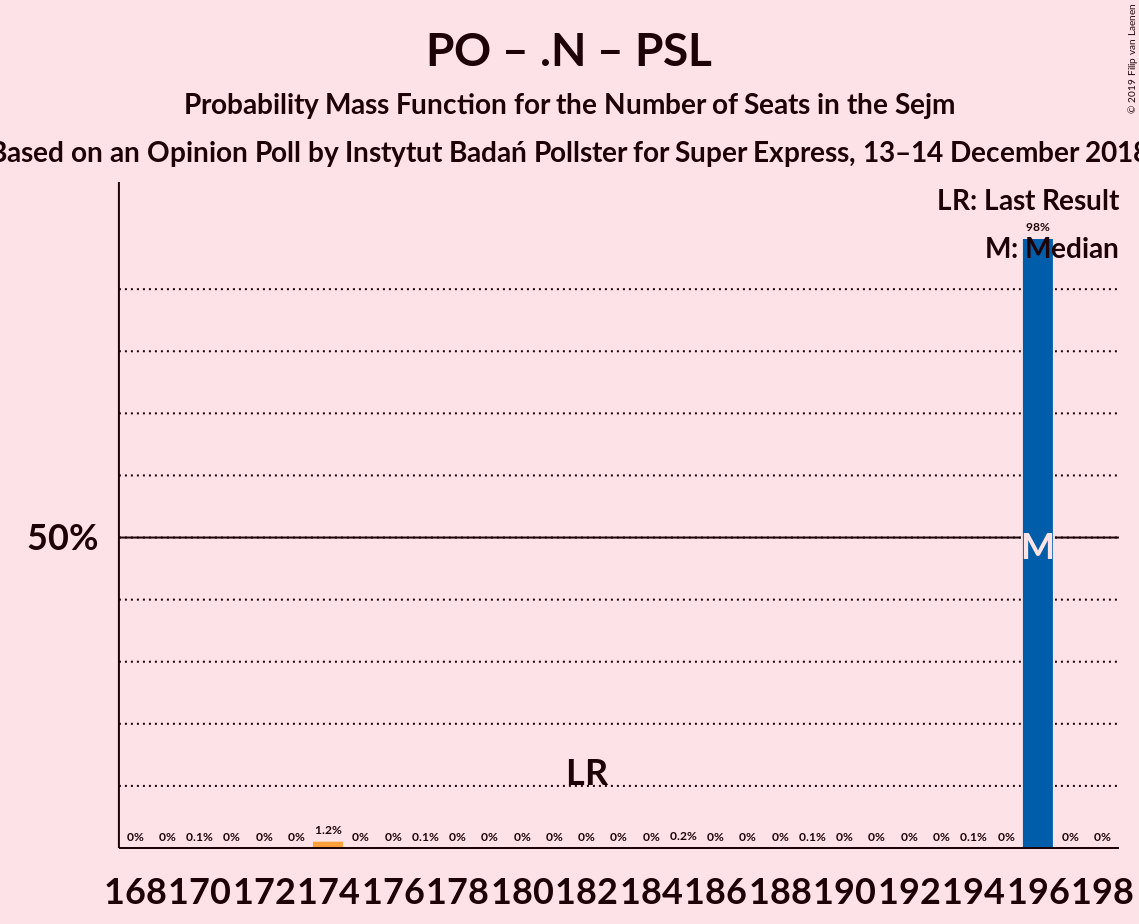 PO – .N – PSL
Probability Mass Function for the Number of Seats in the Sejm
Based on an Opinion Poll by Instytut Badań Pollster for Super Express, 13–14 December 2018
© 2019 Filip van Laenen
LR: Last Result
M: Median
98%
50%
M
LR
0% 0% 0.1% 0% 0% 0% 1.2% 0% 0% 0.1% 0% 0% 0% 0% 0% 0% 0% 0.2% 0% 0% 0% 0.1% 0% 0% 0% 0% 0.1% 0% 0% 0%
168 170 172 174 176 178 180 182 184 186 188 190 192 194 196 198